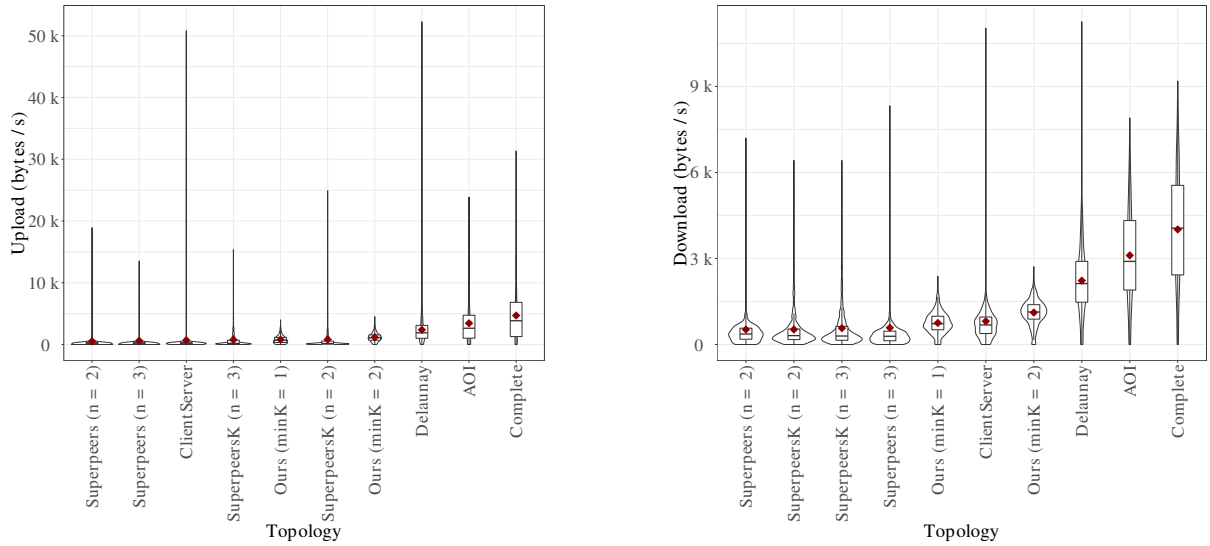 Upload (bytes / s)
50 k
40 k
30 k
20 k
10 k
0
Superpeers (n = 2)
Superpeers (n = 3)
ClientServer
SuperpeersK (n = 3)
Ours (minK = 1)
SuperpeersK (n = 2)
Ours (minK = 2)
Delaunay
AOI
Complete
Topology
Download (bytes / s)
9 k
6 k
3 k
0
Superpeers (n = 2)
SuperpeersK (n = 2)
SuperpeersK (n = 3)
Superpeers (n = 3)
Ours (minK = 1)
ClientServer
Ours (minK = 2)
Delaunay
AOI
Complete
Topology